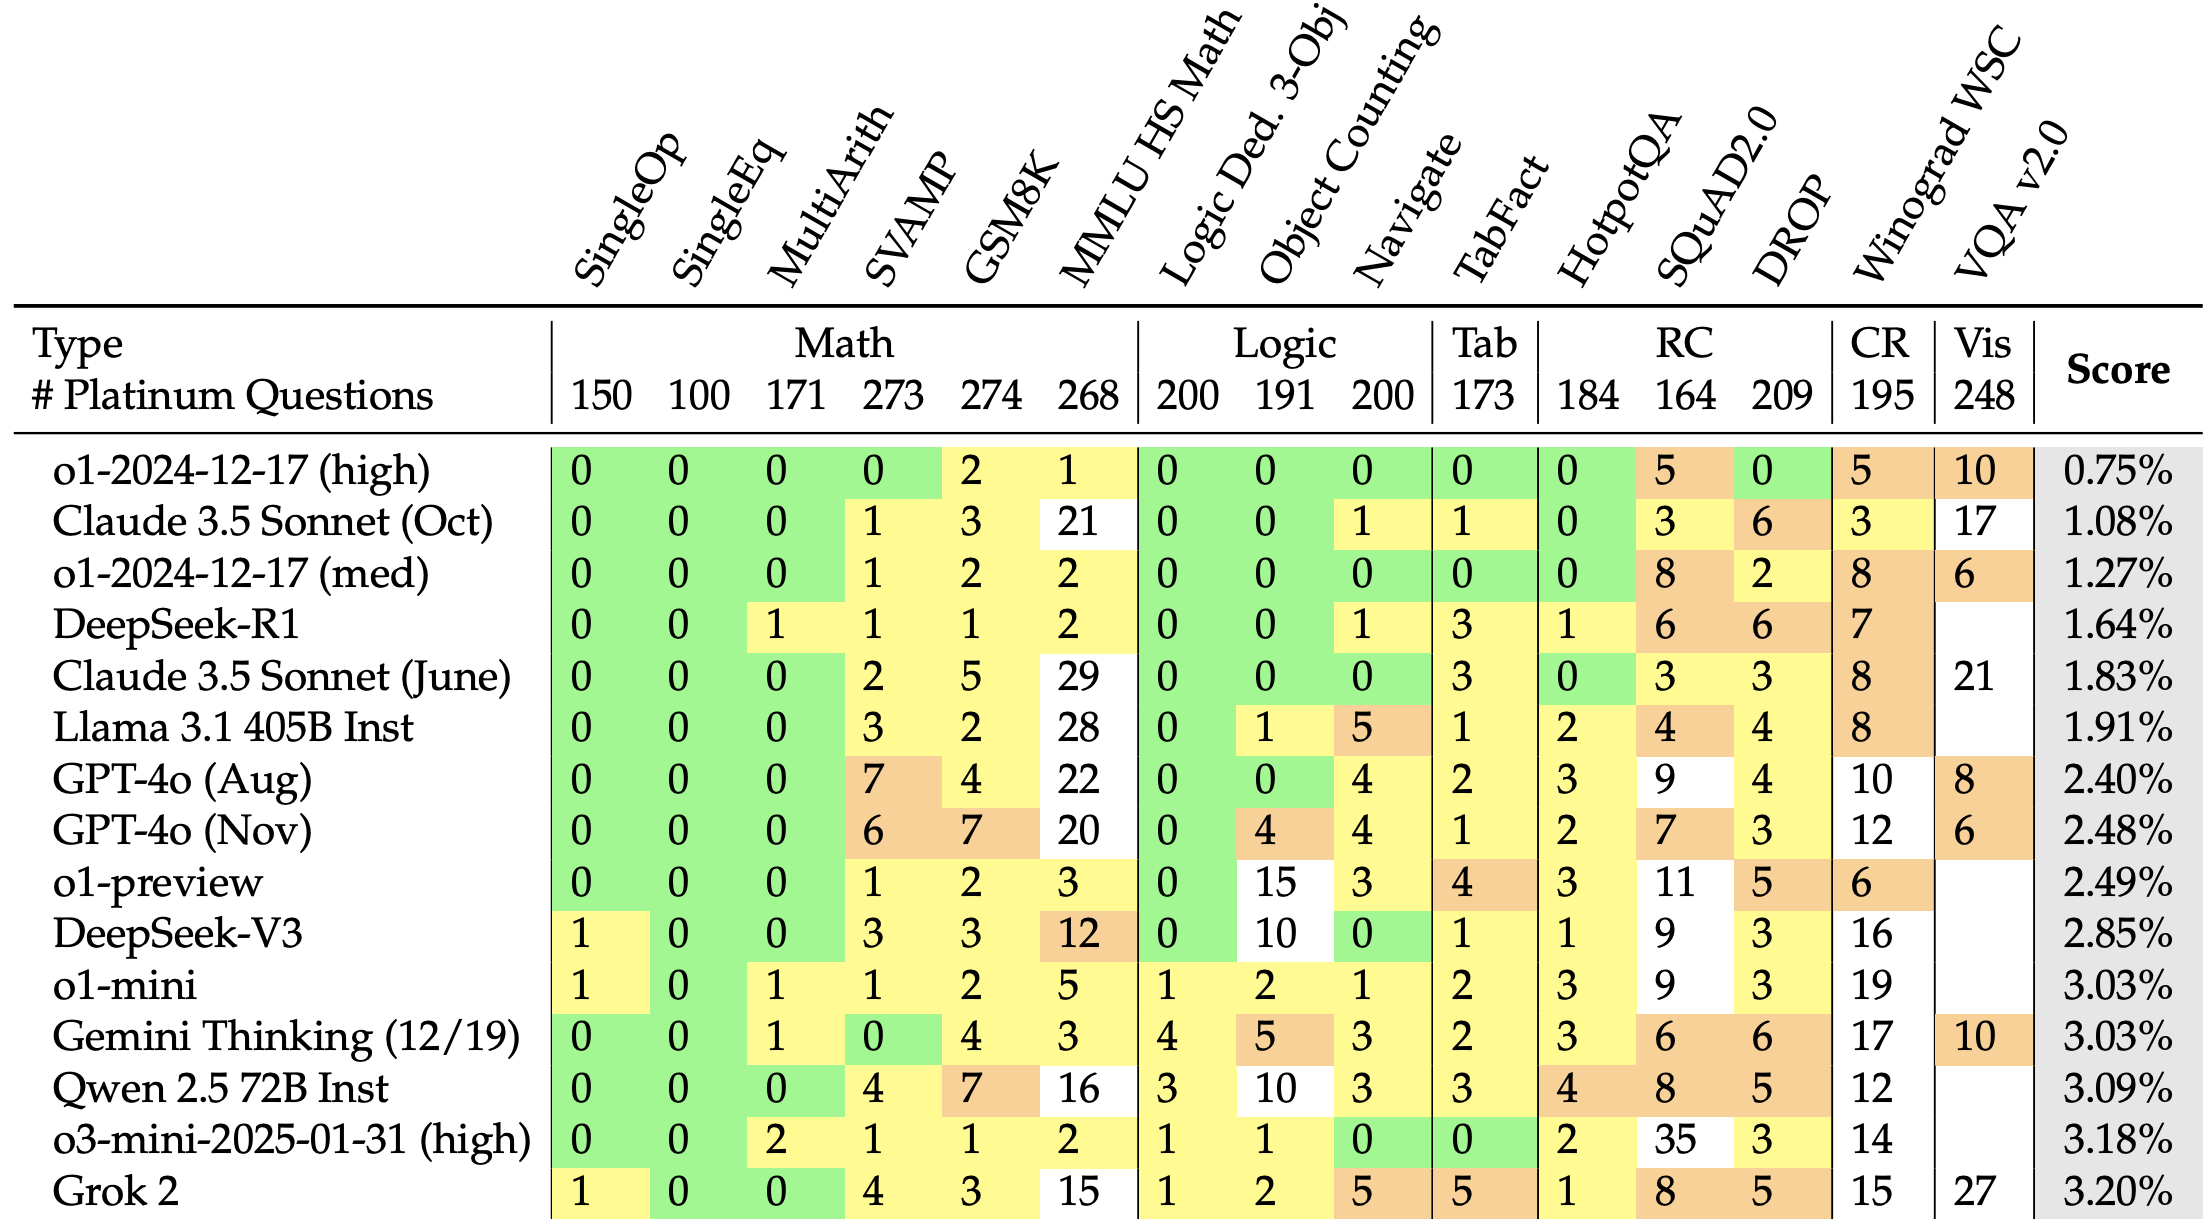 SingleOp SingleEq MultiArith SVAMP GSM8K MMLU HS Math Logic Ded. 3-Obj Object Counting Navigate TabFact HotpotQA SQuAD2.0 DROP Winograd WSC VQA v2.0
Type Math Logic Tab RC CR Vis Score
# Platinum Questions 150 100 171 273 274 268 200 191 200 173 184 164 209 195 248
o1-2024-12-17 (high) 0 0 0 0 2 1 0 0 0 0 0 5 0 5 10 0.75%
Claude 3.5 Sonnet (Oct) 0 0 0 1 3 21 0 0 1 1 0 3 6 3 17 1.08%
o1-2024-12-17 (med) 0 0 0 1 2 2 0 0 0 0 0 8 2 8 6 1.27%
DeepSeek-R1 0 0 1 1 1 2 0 0 1 3 1 6 6 7 1.64%
Claude 3.5 Sonnet (June) 0 0 0 2 5 29 0 0 0 3 0 3 3 8 21 1.83%
Llama 3.1 405B Inst 0 0 0 3 2 28 0 1 5 1 2 4 4 8 1.91%
GPT-4o (Aug) 0 0 0 7 4 22 0 0 4 2 3 9 4 10 8 2.40%
GPT-4o (Nov) 0 0 0 6 7 20 0 4 4 1 2 7 3 12 6 2.48%
o1-preview 0 0 0 1 2 3 0 15 3 4 3 11 5 6 2.49%
DeepSeek-V3 1 0 0 3 3 12 0 10 0 1 1 9 3 16 2.85%
o1-mini 1 0 1 1 2 5 1 2 1 2 3 9 3 19 3.03%
Gemini Thinking (12/19) 0 0 1 0 4 3 4 5 3 2 3 6 6 17 10 3.03%
Qwen 2.5 72B Inst 0 0 0 4 7 16 3 10 3 3 4 8 5 12 3.09%
o3-mini-2025-01-31 (high) 0 0 2 1 1 2 1 1 0 0 2 35 3 14 3.18%
Grok 2 1 0 0 4 3 15 1 2 5 5 1 8 5 15 27 3.20%